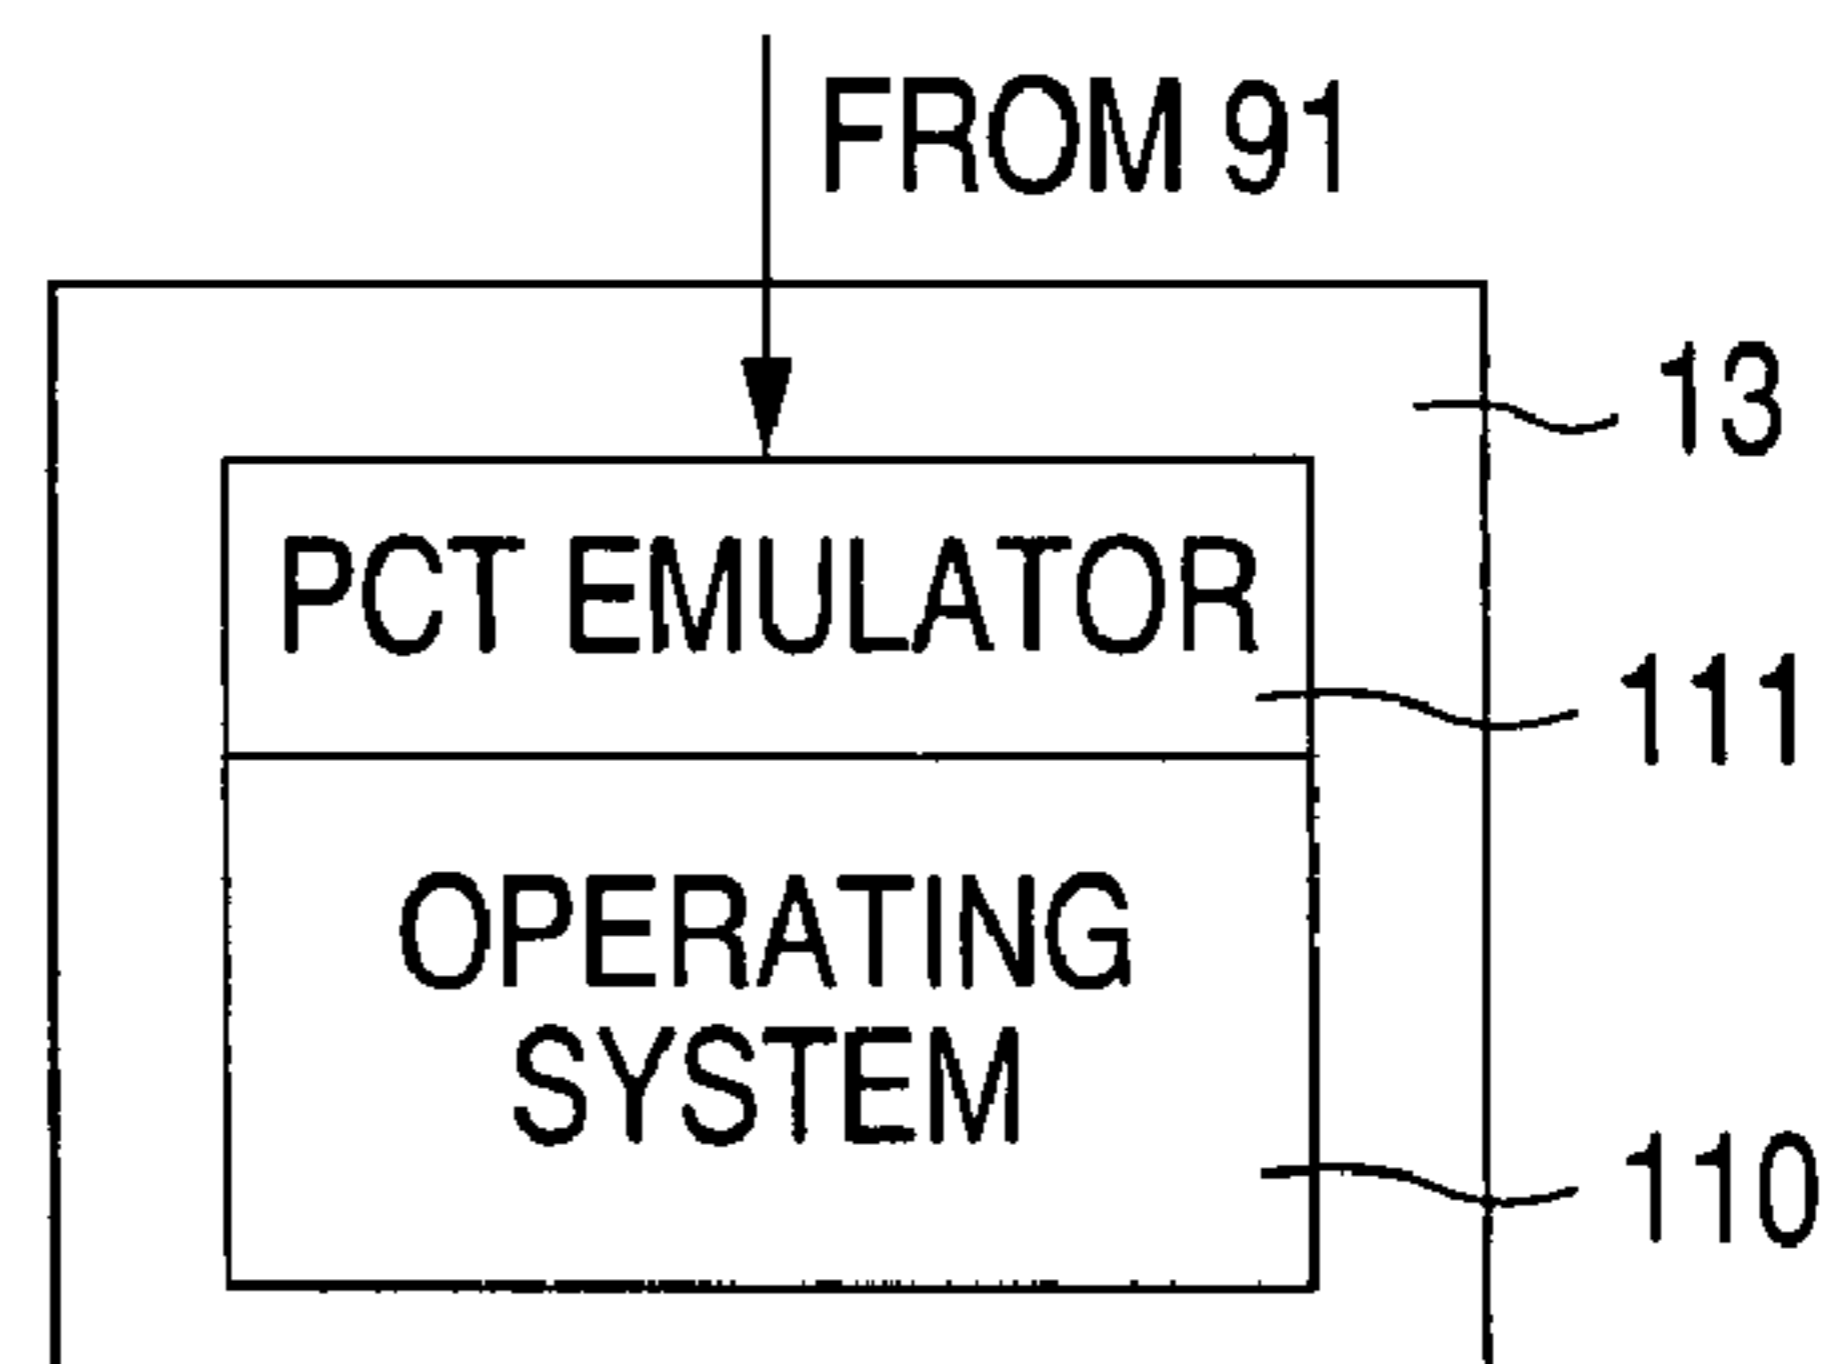 FROM 91
13
PCT EMULATOR
111
OPERATING
SYSTEM
110